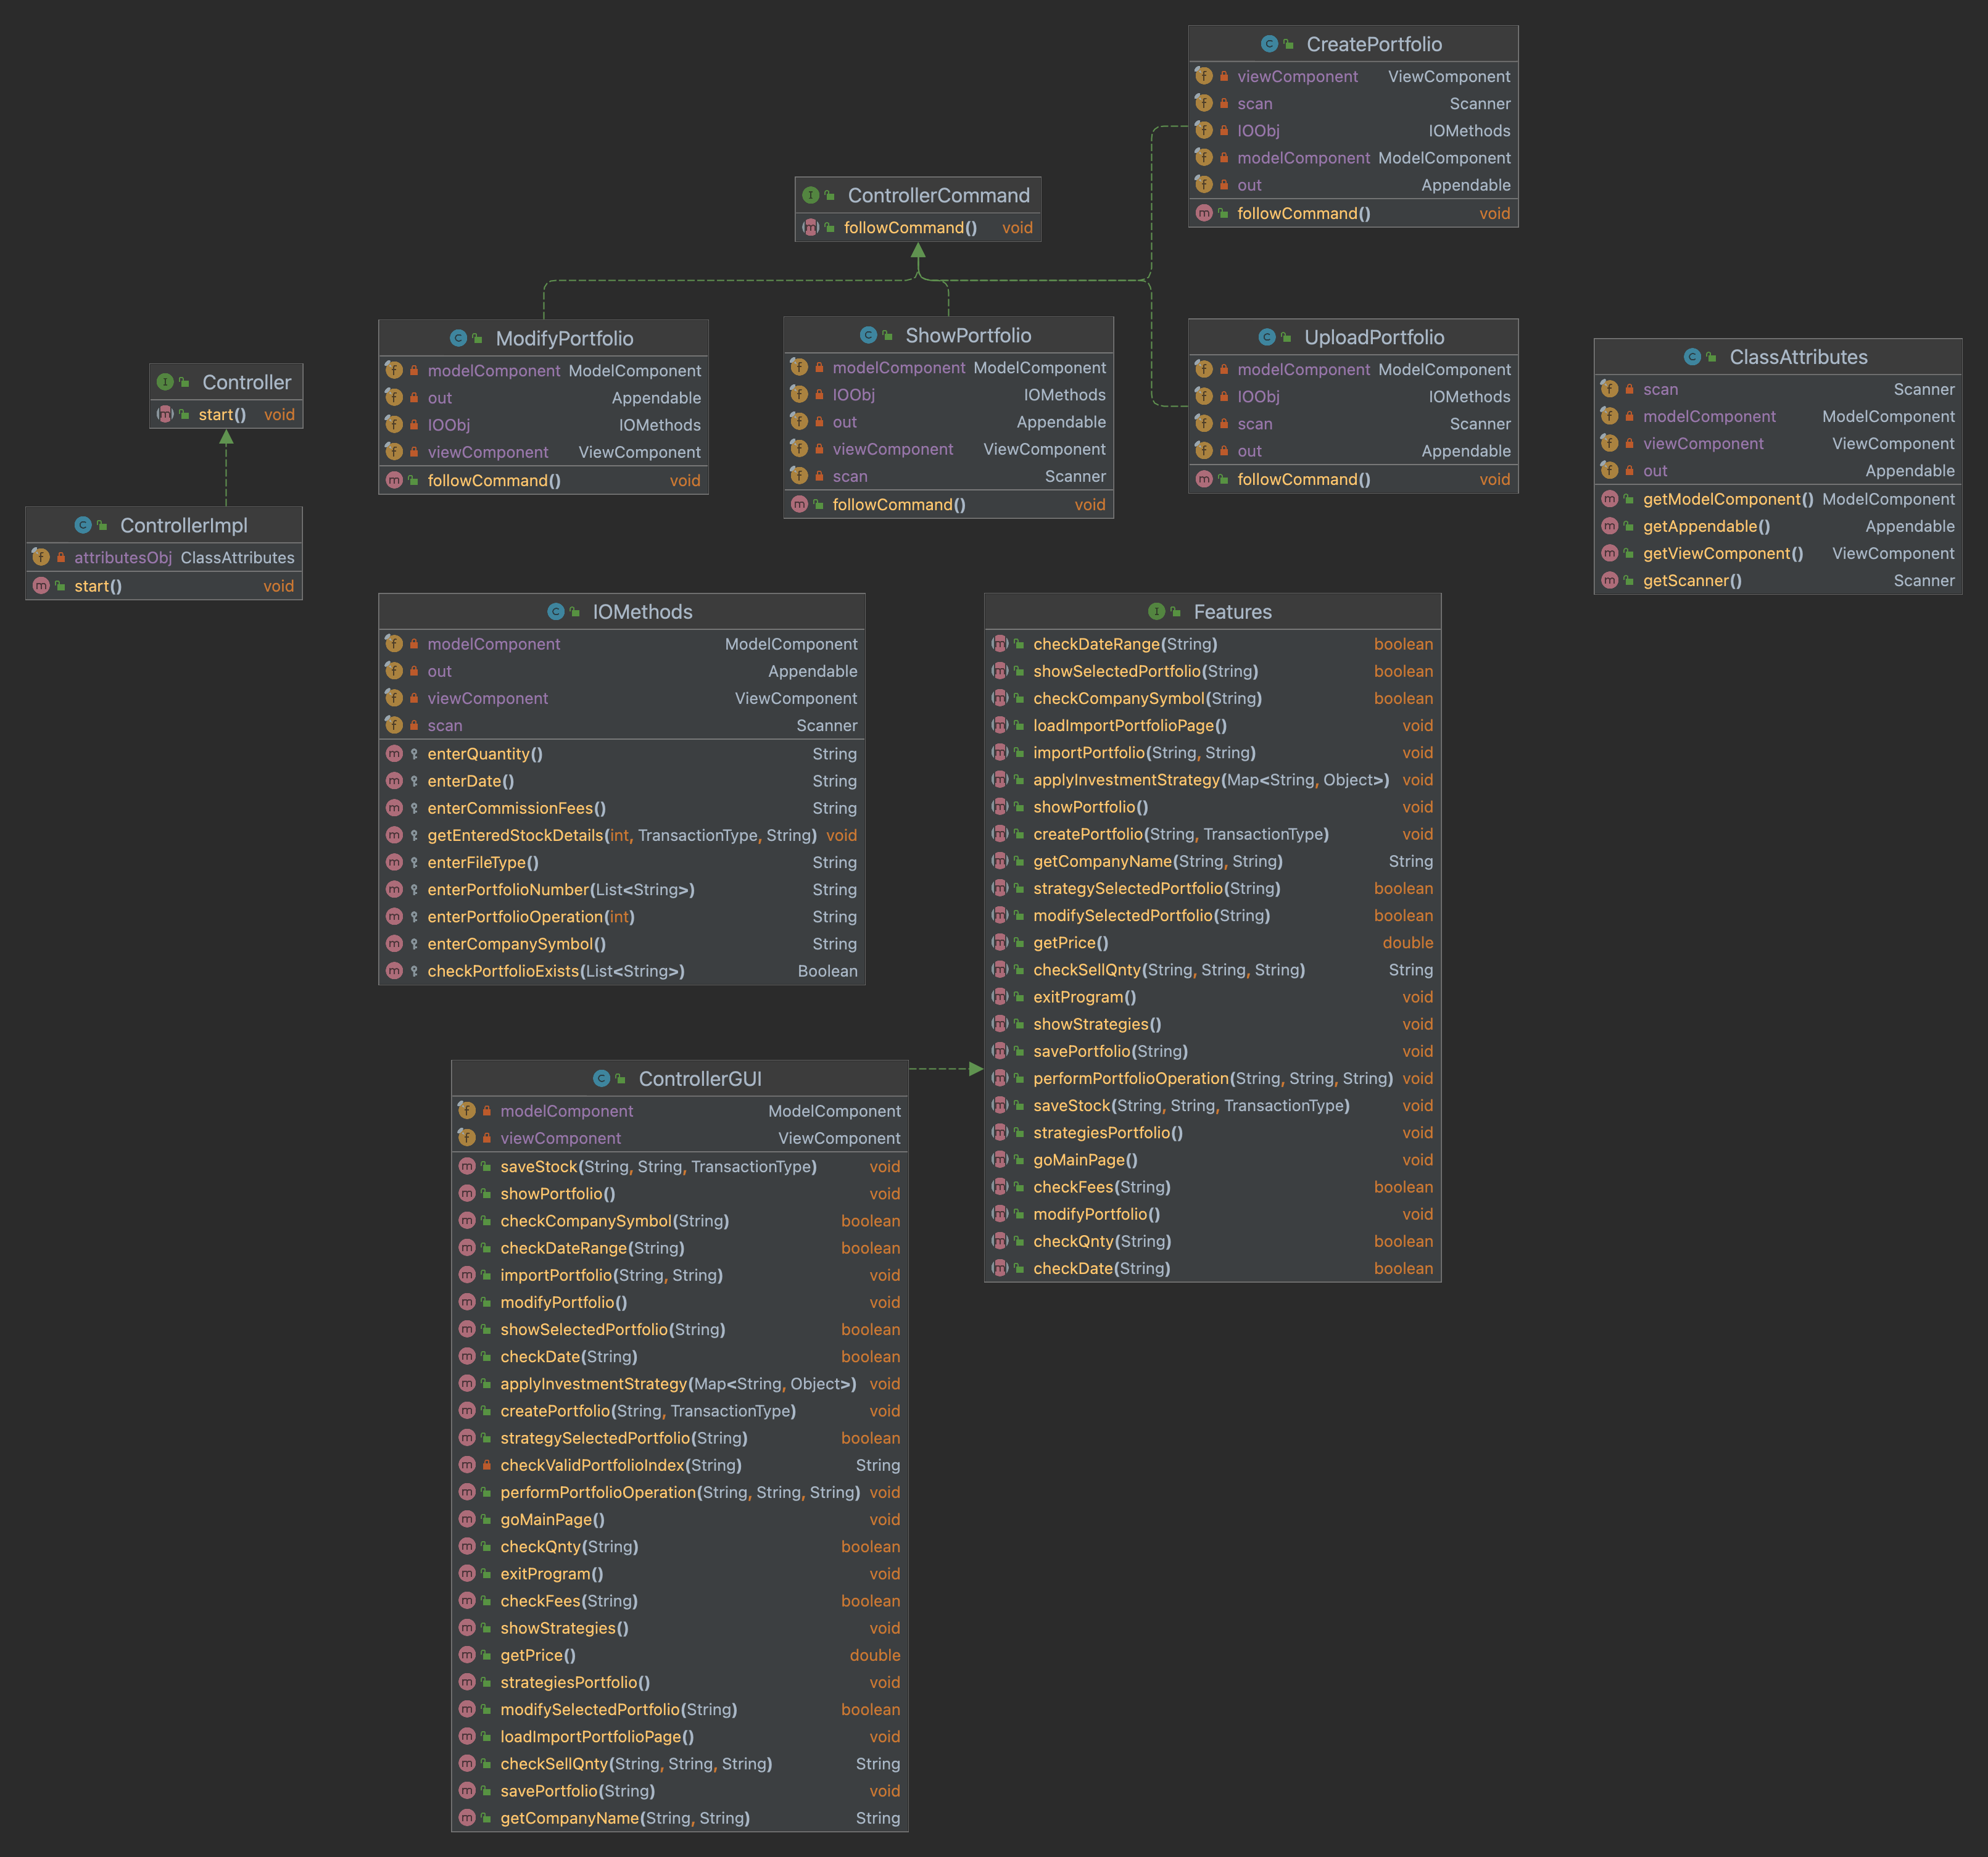 CreatePortfolio
viewComponent ViewComponent
scan Scanner
IOObj IOMethods
modelComponent ModelComponent
out Appendable
followCommand() void
ControllerCommand
followCommand() void
ModifyPortfolio
modelComponent ModelComponent
out Appendable
IOObj IOMethods
viewComponent ViewComponent
followCommand() void
ShowPortfolio
modelComponent ModelComponent
IOObj IOMethods
out Appendable
viewComponent ViewComponent
scan Scanner
followCommand() void
UploadPortfolio
modelComponent ModelComponent
IOObj IOMethods
scan Scanner
out Appendable
followCommand() void
ClassAttributes
scan Scanner
modelComponent ModelComponent
viewComponent ViewComponent
out Appendable
getModelComponent() ModelComponent
getAppendable() Appendable
getViewComponent() ViewComponent
getScanner() Scanner
Controller
start() void
ControllerImpl
attributesObj ClassAttributes
start() void
IOMethods
modelComponent ModelComponent
out Appendable
viewComponent ViewComponent
scan Scanner
enterQuantity() String
enterDate() String
enterCommissionFees() String
getEnteredStockDetails(int, TransactionType, String) void
enterFileType() String
enterPortfolioNumber(List<String>) String
enterPortfolioOperation(int) String
enterCompanySymbol() String
checkPortfolioExists(List<String>) Boolean
Features
checkDateRange(String) boolean
showSelectedPortfolio(String) boolean
checkCompanySymbol(String) boolean
loadImportPortfolioPage() void
importPortfolio(String, String) void
applyInvestmentStrategy(Map<String, Object>) void
showPortfolio() void
createPortfolio(String, TransactionType) void
getCompanyName(String, String) String
strategySelectedPortfolio(String) boolean
modifySelectedPortfolio(String) boolean
getPrice() double
checkSellQnty(String, String, String) String
exitProgram() void
showStrategies() void
savePortfolio(String) void
performPortfolioOperation(String, String, String) void
saveStock(String, String, TransactionType) void
strategiesPortfolio() void
goMainPage() void
checkFees(String) boolean
modifyPortfolio() void
checkQnty(String) boolean
checkDate(String) boolean
ControllerGUI
modelComponent ModelComponent
viewComponent ViewComponent
saveStock(String, String, TransactionType) void
showPortfolio() void
checkCompanySymbol(String) boolean
checkDateRange(String) boolean
importPortfolio(String, String) void
modifyPortfolio() void
showSelectedPortfolio(String) boolean
checkDate(String) boolean
applyInvestmentStrategy(Map<String, Object>) void
createPortfolio(String, TransactionType) void
strategySelectedPortfolio(String) boolean
checkValidPortfolioIndex(String) String
performPortfolioOperation(String, String, String) void
goMainPage() void
checkQnty(String) boolean
exitProgram() void
checkFees(String) boolean
showStrategies() void
getPrice() double
strategiesPortfolio() void
modifySelectedPortfolio(String) boolean
loadImportPortfolioPage() void
checkSellQnty(String, String, String) String
savePortfolio(String) void
getCompanyName(String, String) String